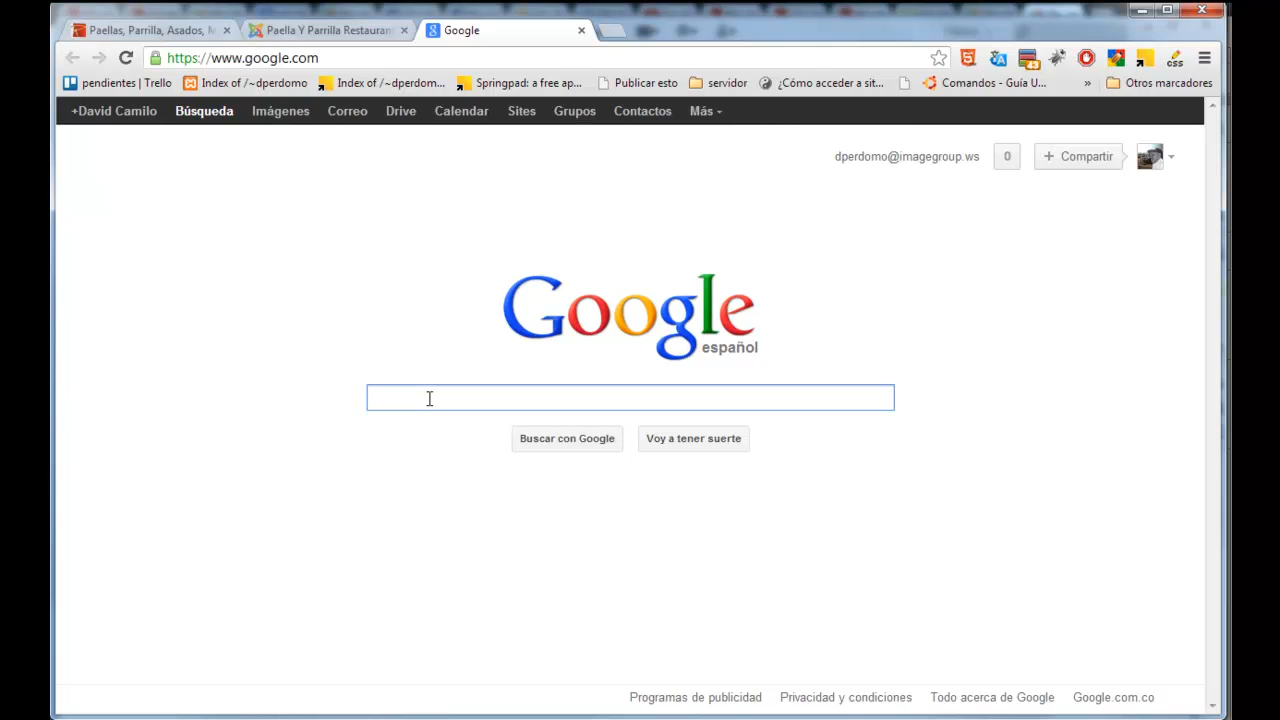 Paellas, Parrilla, Asados, M
Paella Y Parrilla Restauran
Google
https://www.google.com
pendientes | Trello
Index of /~dperdomo
Index of /~dperdom...
Springpad: a free ap...
Publicar esto
servidor
¿Cómo acceder a sit...
Comandos - Guía U...
»
Otros marcadores
+David Camilo
Búsqueda
Imágenes
Correo
Drive
Calendar
Sites
Grupos
Contactos
Más
dperdomo@imagegroup.ws
0
+ Compartir
Google
español
Buscar con Google
Voy a tener suerte
Programas de publicidad
Privacidad y condiciones
Todo acerca de Google
Google.com.co